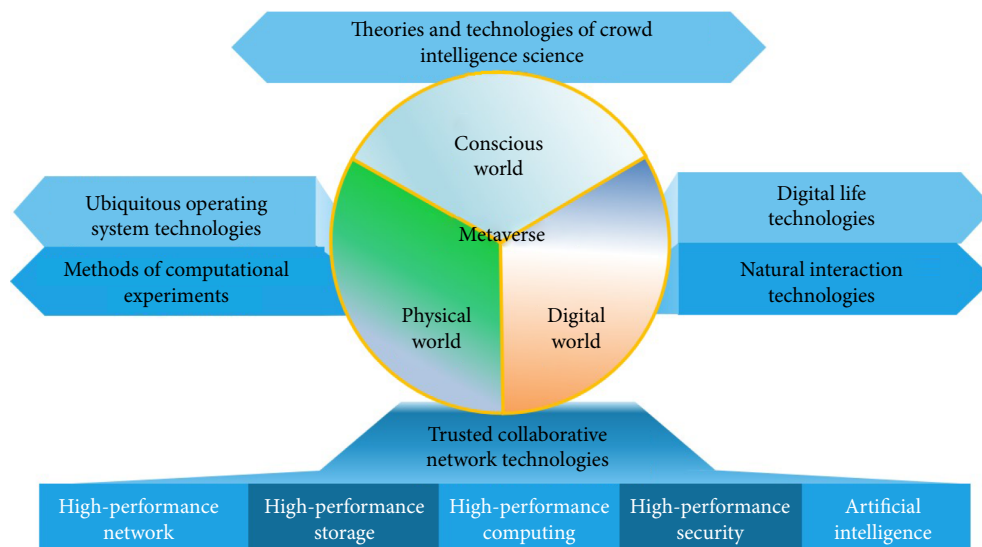 Theories and technologies of crowd
intelligence science
Conscious
world
Ubiquitous operating
system technologies
Digital life
technologies
Metaverse
Methods of computational
experiments
Natural interaction
technologies
Physical
world
Digital
world
Trusted collaborative
network technologies
High-performance
network
High-performance
storage
High-performance
computing
High-performance
security
Artificial
intelligence